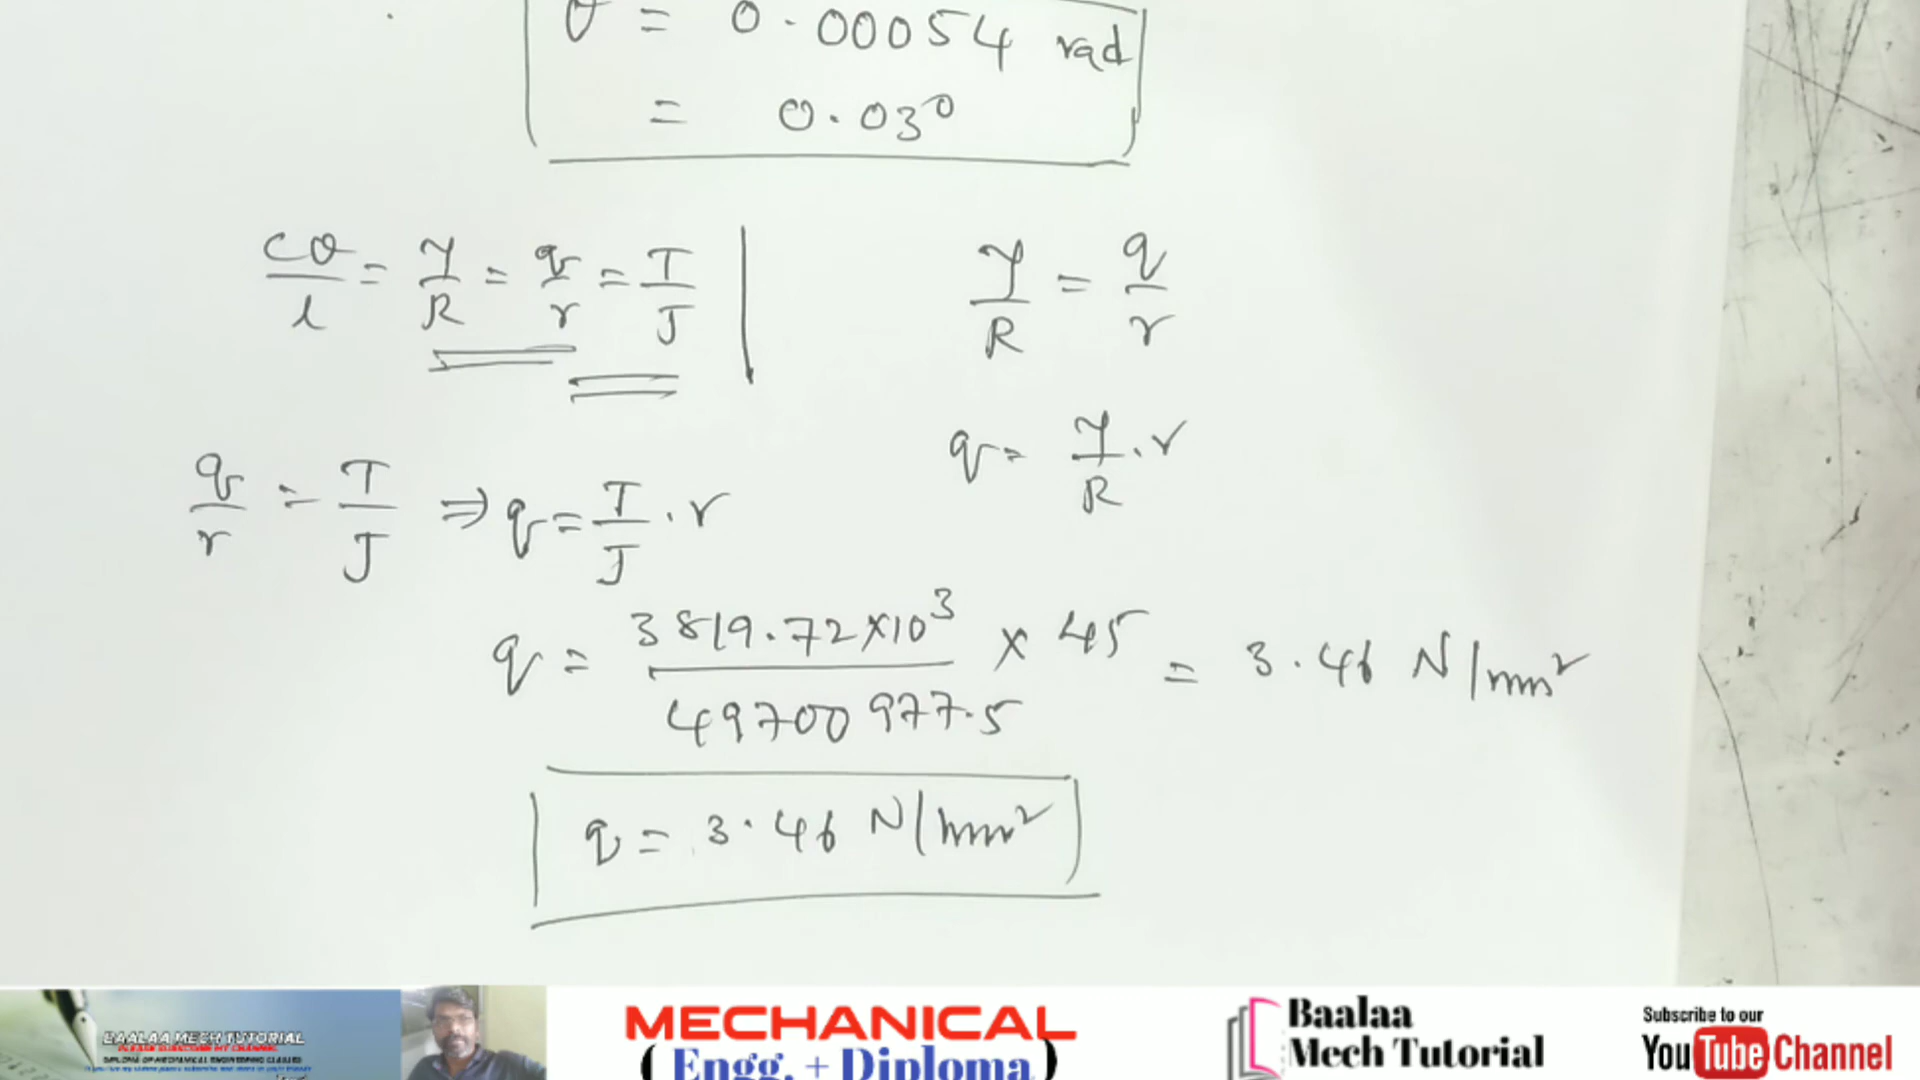 θ = 0.00054 rad
= 0.03°
Cθ/l = τ/R = q/r = T/J
τ/R = q/r
q = τ/R . r
q/r = T/J ⇒ q = T/J . r
q = 3819.72×10³/49700977.5 × 45 = 3.46 N/mm²
q = 3.46 N/mm²
BAALAA MECH TUTORIAL
MECHANICAL
( Engg. + Diploma )
Baalaa
Mech Tutorial
Subscribe to our
YouTube Channel